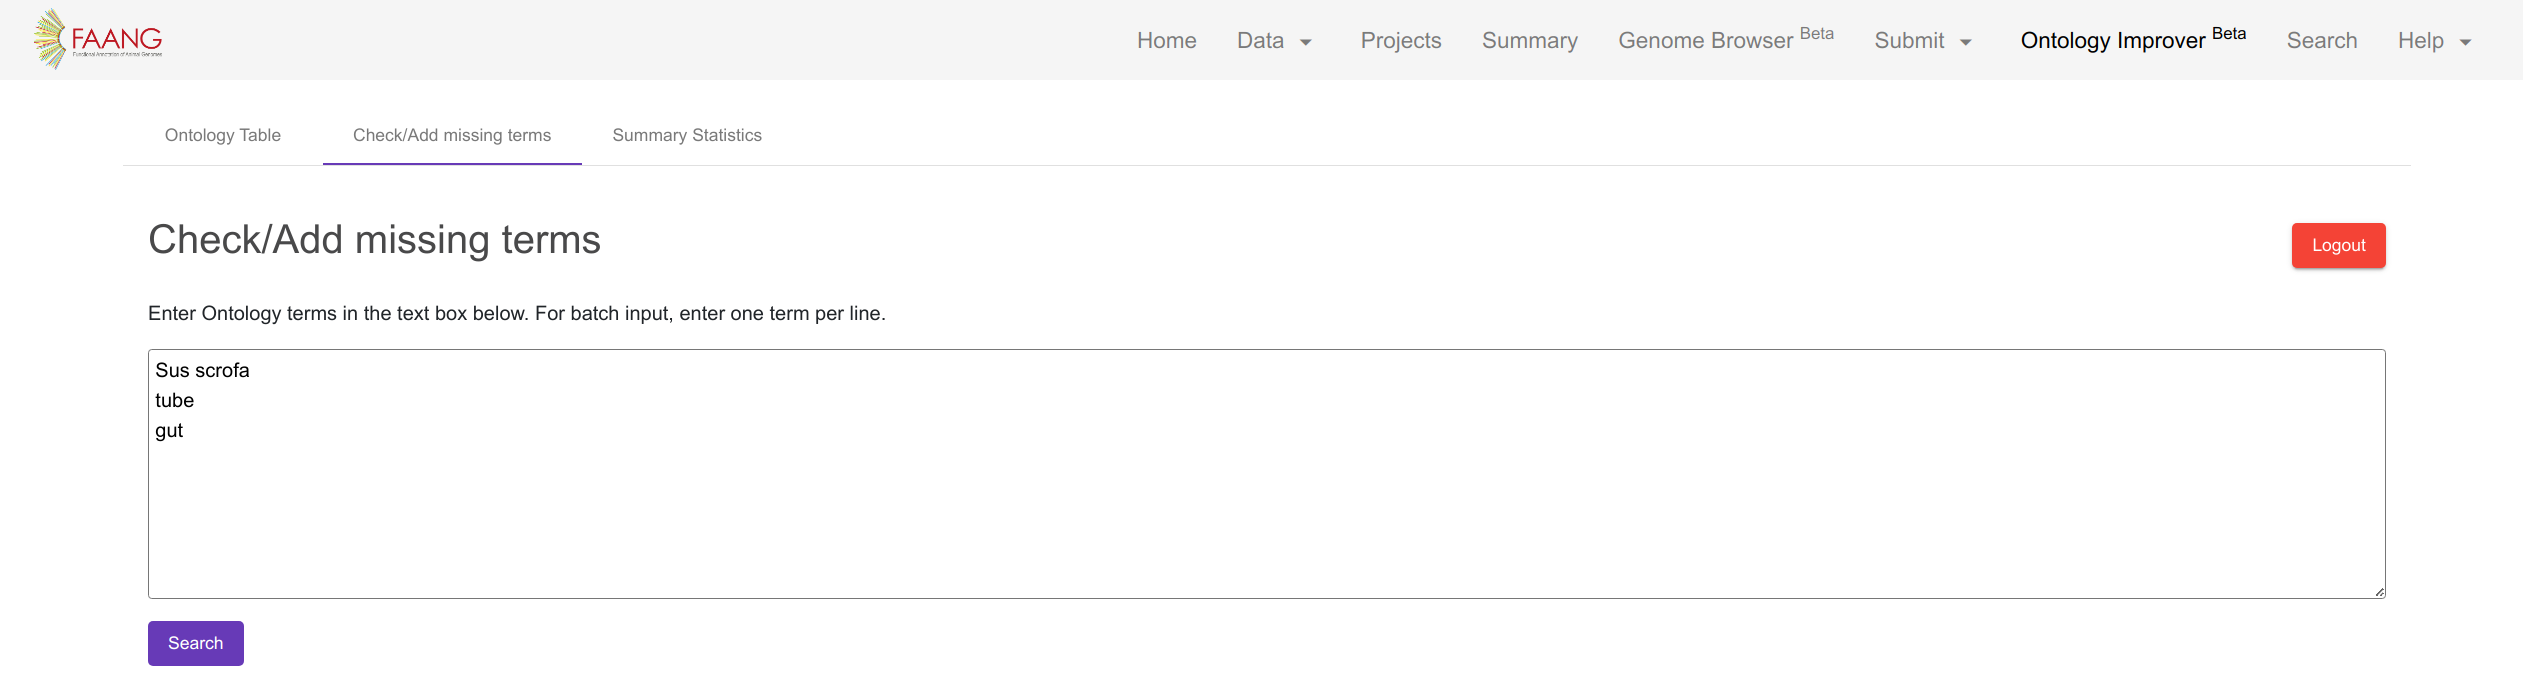 FAANG
Functional Annotation of Animal Genomes
Home Data Projects Summary Genome Browser Beta Submit Ontology Improver Beta Search Help
Ontology Table Check/Add missing terms Summary Statistics
Check/Add missing terms
Logout
Enter Ontology terms in the text box below. For batch input, enter one term per line.
Sus scrofa
tube
gut
Search